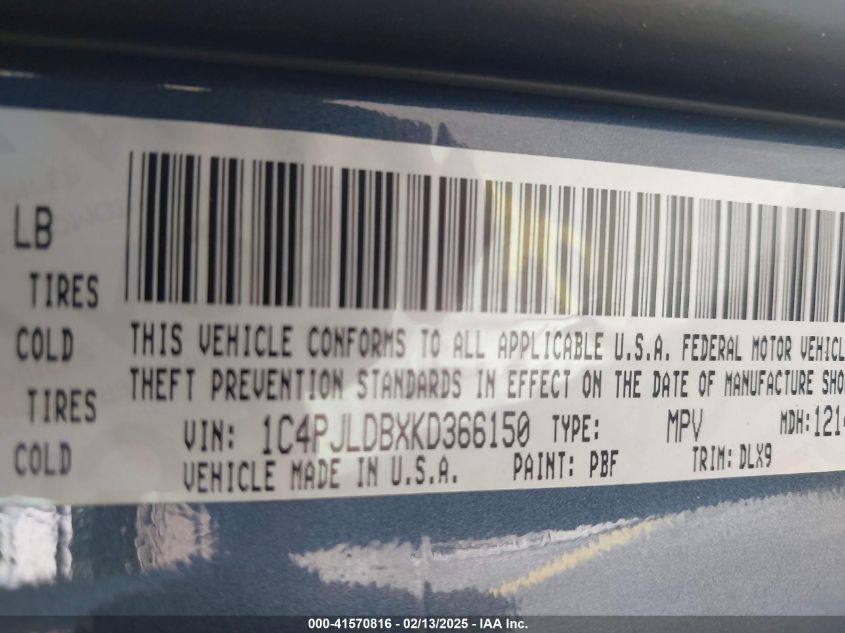 LB
TIRES
COLD
TIRES
COLD
THIS VEHICLE CONFORMS TO ALL APPLICABLE U.S.A. FEDERAL MOTOR VEHICL
THEFT PREVENTION STANDARDS IN EFFECT ON THE DATE OF MANUFACTURE SHO
VIN: 1C4PJLDBXKD366150 TYPE: MPV MDH:121
VEHICLE MADE IN U.S.A. PAINT: PBF TRIM: DLX9
000-41570816 - 02/13/2025 - IAA Inc.